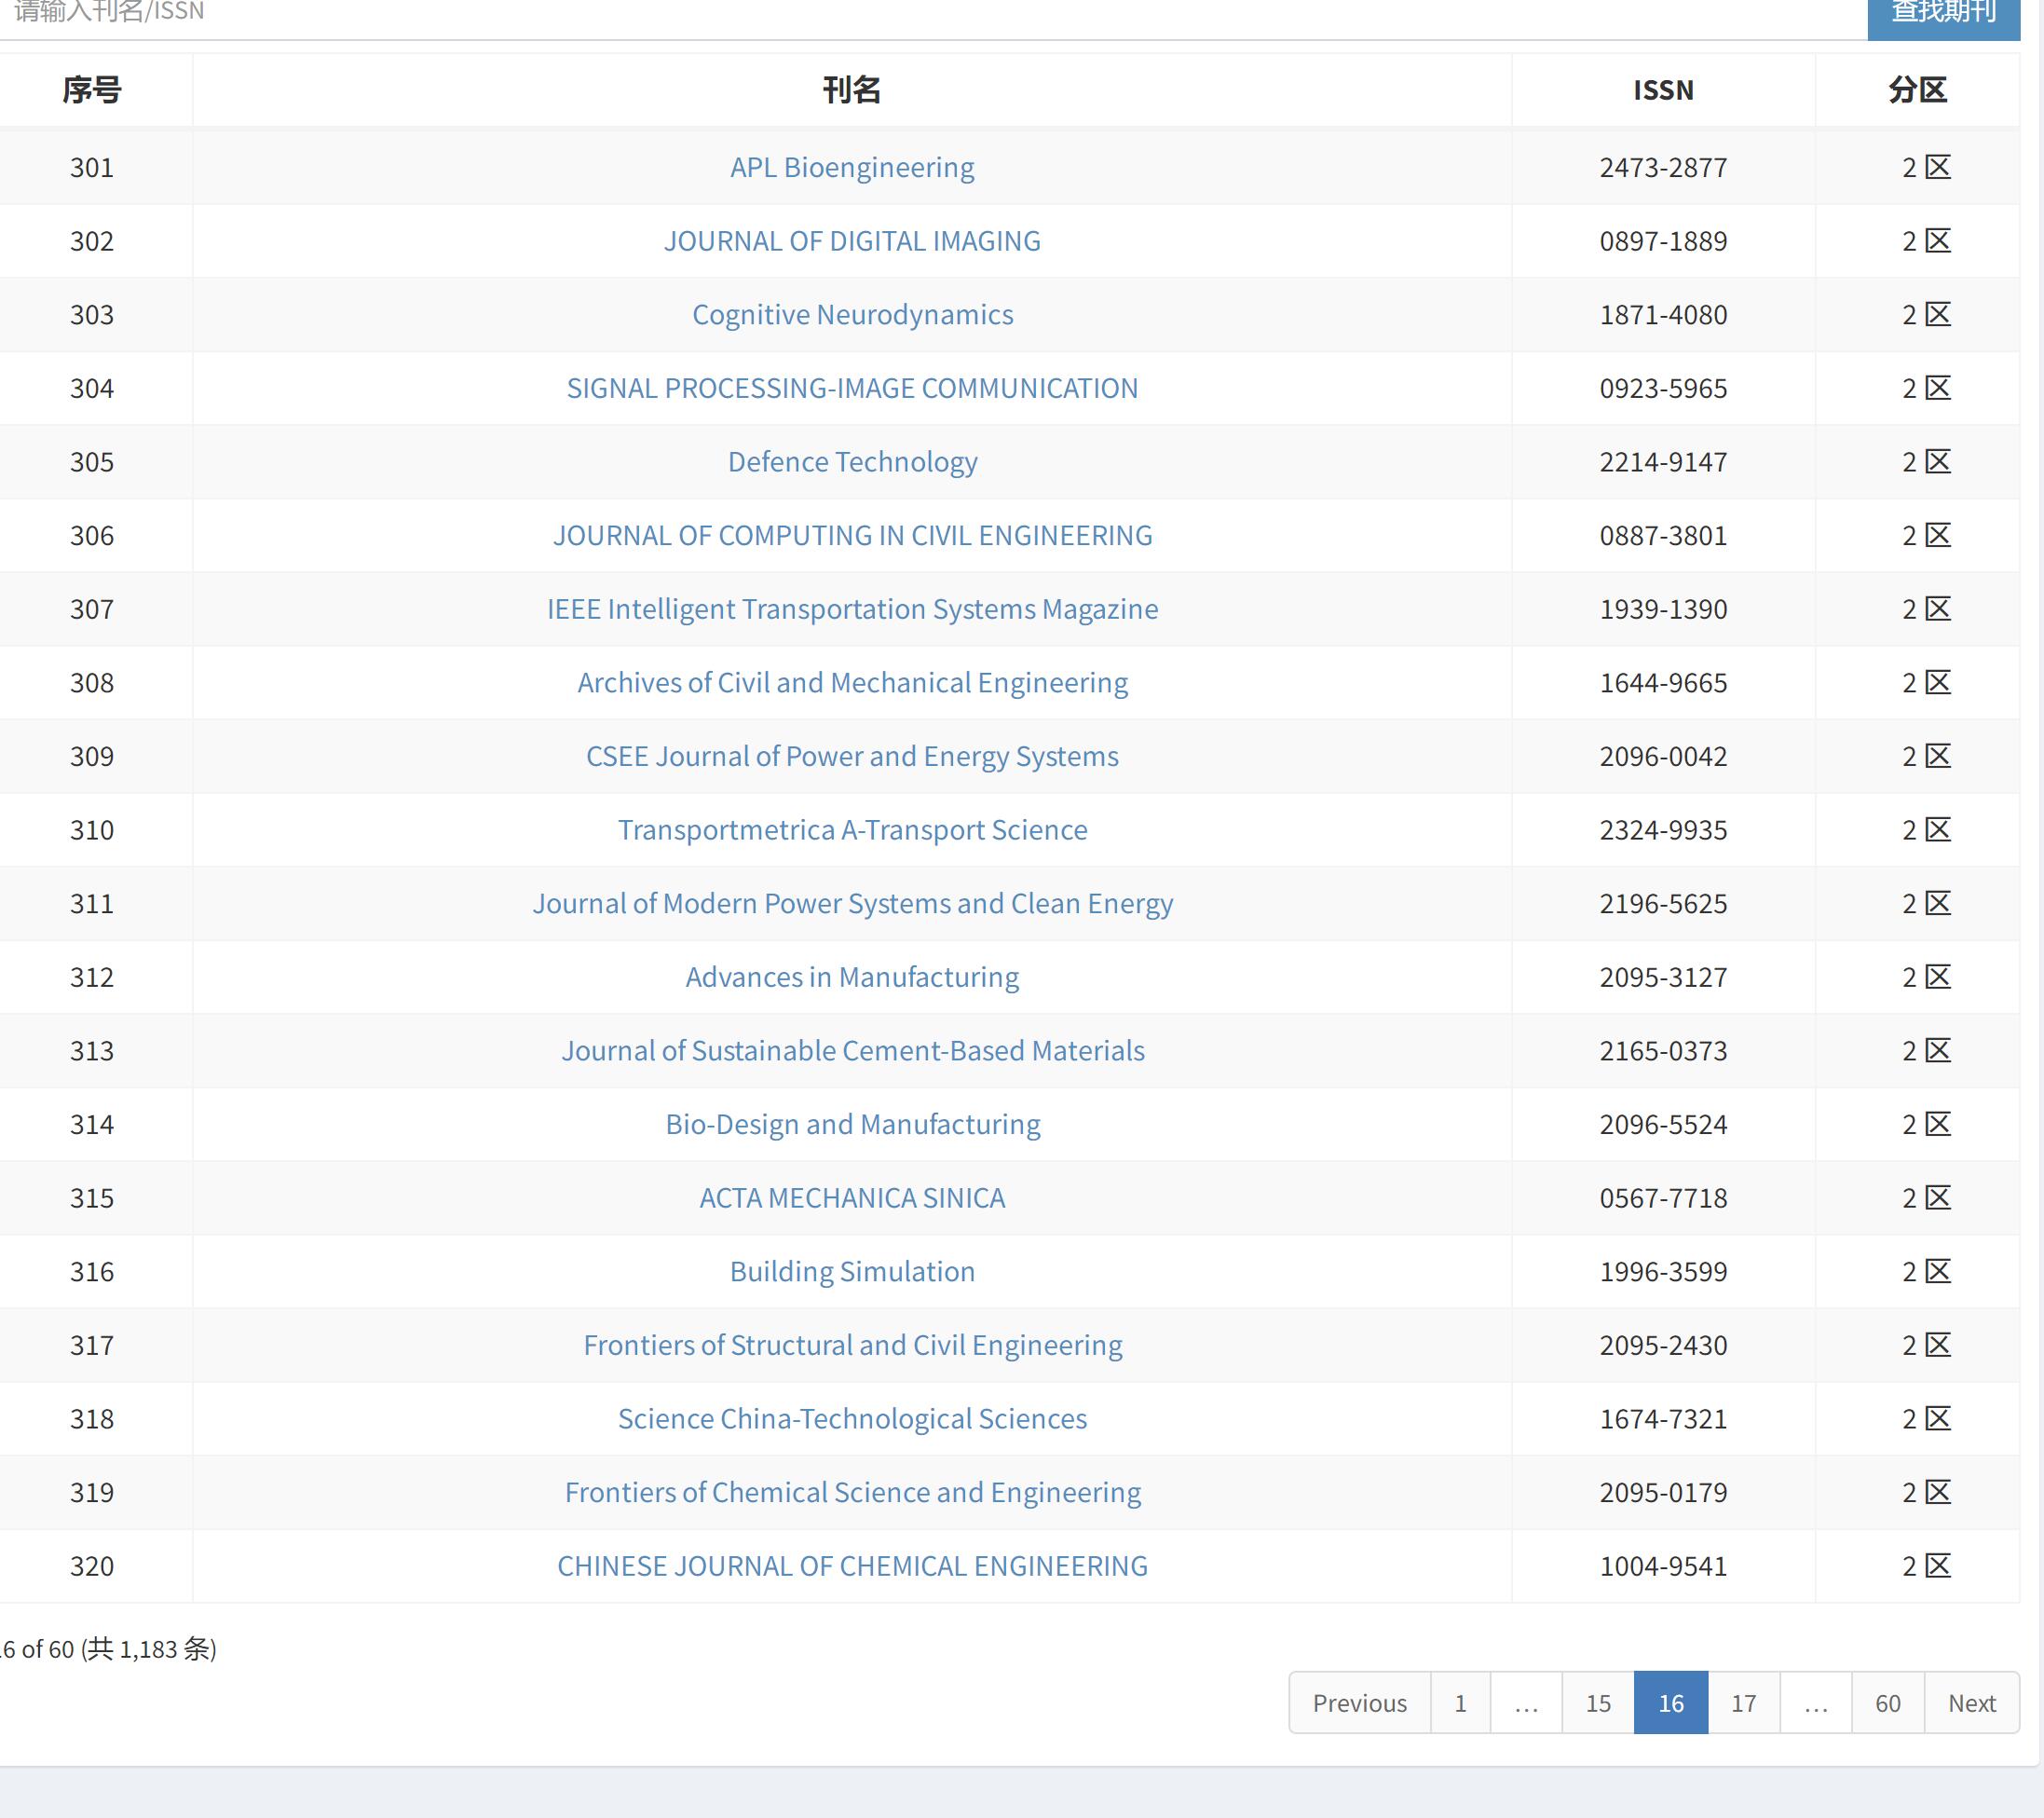 请输入刊名/ISSN 查找期刊
序号 刊名 ISSN 分区
301 APL Bioengineering 2473-2877 2 区
302 JOURNAL OF DIGITAL IMAGING 0897-1889 2 区
303 Cognitive Neurodynamics 1871-4080 2 区
304 SIGNAL PROCESSING-IMAGE COMMUNICATION 0923-5965 2 区
305 Defence Technology 2214-9147 2 区
306 JOURNAL OF COMPUTING IN CIVIL ENGINEERING 0887-3801 2 区
307 IEEE Intelligent Transportation Systems Magazine 1939-1390 2 区
308 Archives of Civil and Mechanical Engineering 1644-9665 2 区
309 CSEE Journal of Power and Energy Systems 2096-0042 2 区
310 Transportmetrica A-Transport Science 2324-9935 2 区
311 Journal of Modern Power Systems and Clean Energy 2196-5625 2 区
312 Advances in Manufacturing 2095-3127 2 区
313 Journal of Sustainable Cement-Based Materials 2165-0373 2 区
314 Bio-Design and Manufacturing 2096-5524 2 区
315 ACTA MECHANICA SINICA 0567-7718 2 区
316 Building Simulation 1996-3599 2 区
317 Frontiers of Structural and Civil Engineering 2095-2430 2 区
318 Science China-Technological Sciences 1674-7321 2 区
319 Frontiers of Chemical Science and Engineering 2095-0179 2 区
320 CHINESE JOURNAL OF CHEMICAL ENGINEERING 1004-9541 2 区
6 of 60 (共 1,183 条)
Previous 1 … 15 16 17 … 60 Next